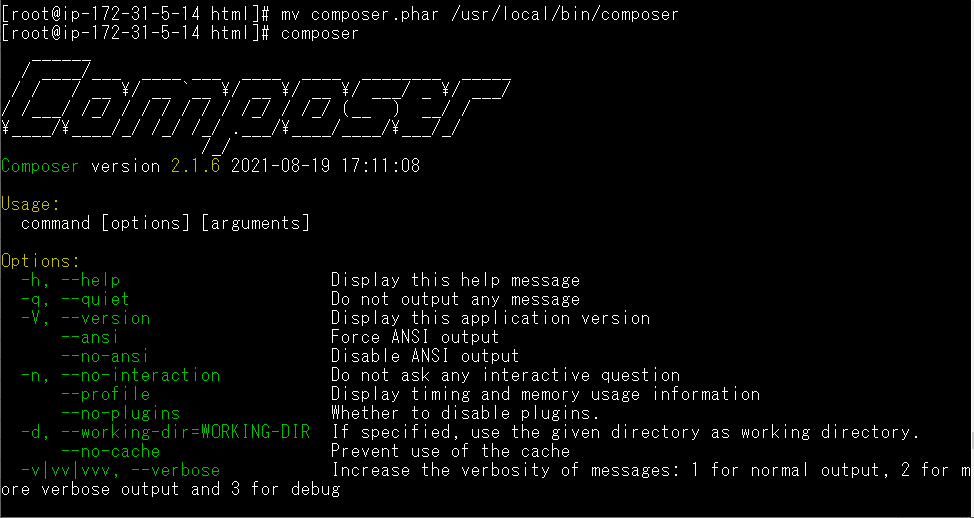 [root@ip-172-31-5-14 html]# mv composer.phar /usr/local/bin/composer
[root@ip-172-31-5-14 html]# composer
Composer
Composer version 2.1.6 2021-08-19 17:11:08
Usage:
command [options] [arguments]
Options:
-h, --help Display this help message
-q, --quiet Do not output any message
-V, --version Display this application version
--ansi Force ANSI output
--no-ansi Disable ANSI output
-n, --no-interaction Do not ask any interactive question
--profile Display timing and memory usage information
--no-plugins Whether to disable plugins.
-d, --working-dir=WORKING-DIR If specified, use the given directory as working directory.
--no-cache Prevent use of the cache
-v|vv|vvv, --verbose Increase the verbosity of messages: 1 for normal output, 2 for m
ore verbose output and 3 for debug